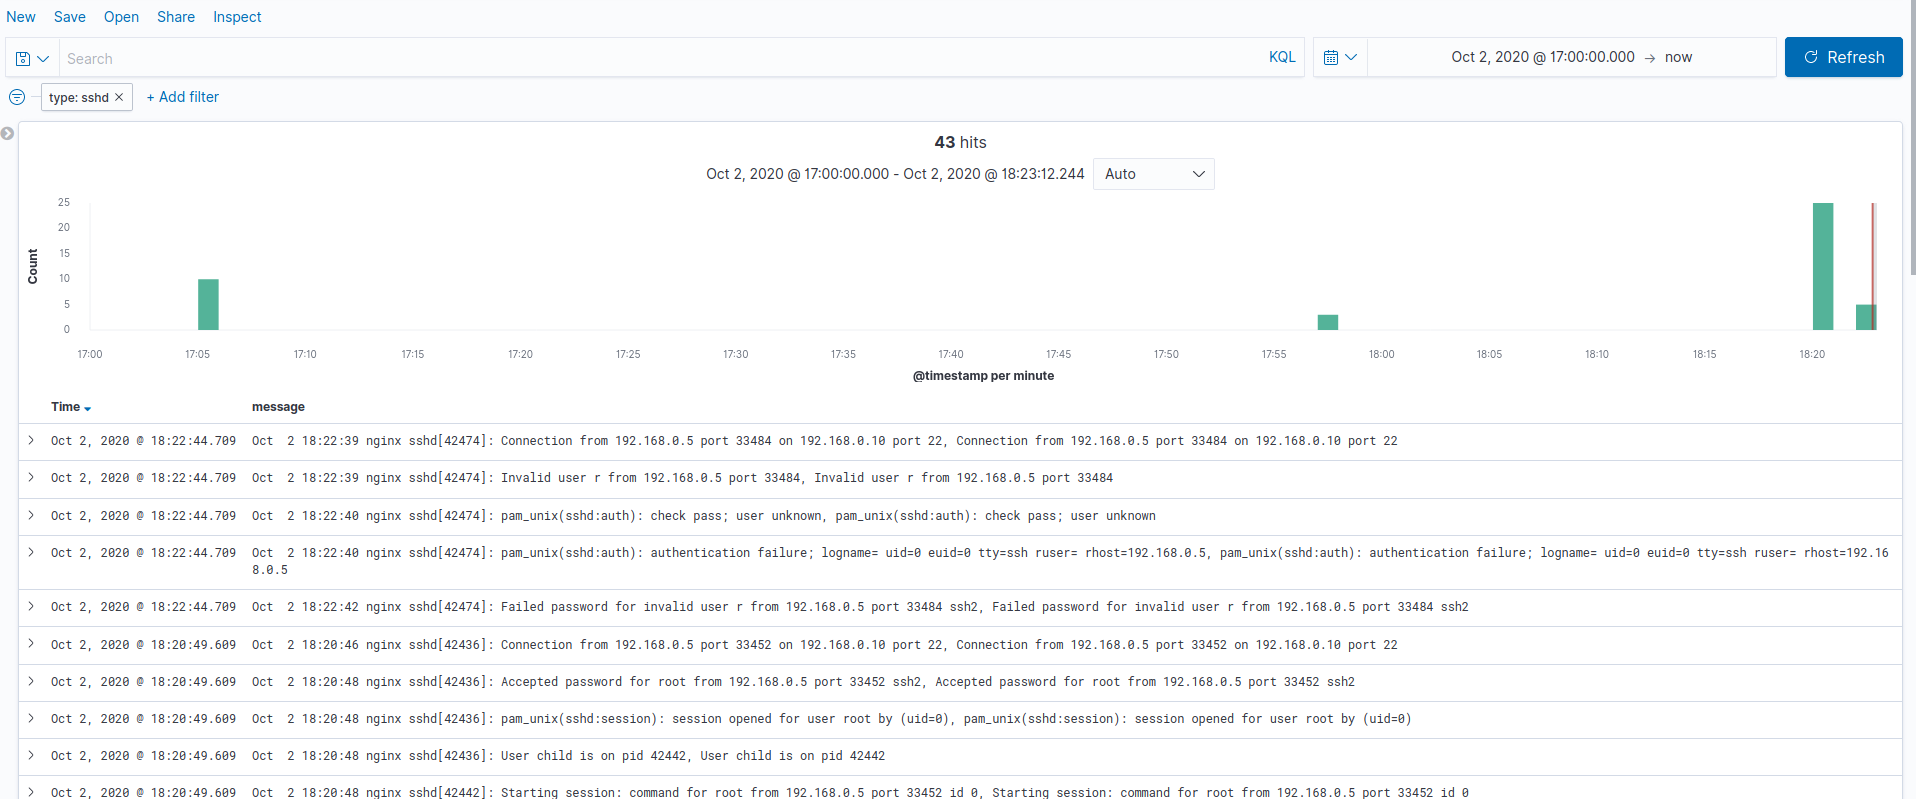 New Save Open Share Inspect
Search KQL Oct 2, 2020 @ 17:00:00.000 → now Refresh
type: sshd × + Add filter
43 hits
Oct 2, 2020 @ 17:00:00.000 - Oct 2, 2020 @ 18:23:12.244 Auto
25
20
15
10
5
0
Count
17:00 17:05 17:10 17:15 17:20 17:25 17:30 17:35 17:40 17:45 17:50 17:55 18:00 18:05 18:10 18:15 18:20
@timestamp per minute
Time message
Oct 2, 2020 @ 18:22:44.709 Oct  2 18:22:39 nginx sshd[42474]: Connection from 192.168.0.5 port 33484 on 192.168.0.10 port 22, Connection from 192.168.0.5 port 33484 on 192.168.0.10 port 22
Oct 2, 2020 @ 18:22:44.709 Oct  2 18:22:39 nginx sshd[42474]: Invalid user r from 192.168.0.5 port 33484, Invalid user r from 192.168.0.5 port 33484
Oct 2, 2020 @ 18:22:44.709 Oct  2 18:22:40 nginx sshd[42474]: pam_unix(sshd:auth): check pass; user unknown, pam_unix(sshd:auth): check pass; user unknown
Oct 2, 2020 @ 18:22:44.709 Oct  2 18:22:40 nginx sshd[42474]: pam_unix(sshd:auth): authentication failure; logname= uid=0 euid=0 tty=ssh ruser= rhost=192.168.0.5, pam_unix(sshd:auth): authentication failure; logname= uid=0 euid=0 tty=ssh ruser= rhost=192.16
8.0.5
Oct 2, 2020 @ 18:22:44.709 Oct  2 18:22:42 nginx sshd[42474]: Failed password for invalid user r from 192.168.0.5 port 33484 ssh2, Failed password for invalid user r from 192.168.0.5 port 33484 ssh2
Oct 2, 2020 @ 18:20:49.609 Oct  2 18:20:46 nginx sshd[42436]: Connection from 192.168.0.5 port 33452 on 192.168.0.10 port 22, Connection from 192.168.0.5 port 33452 on 192.168.0.10 port 22
Oct 2, 2020 @ 18:20:49.609 Oct  2 18:20:48 nginx sshd[42436]: Accepted password for root from 192.168.0.5 port 33452 ssh2, Accepted password for root from 192.168.0.5 port 33452 ssh2
Oct 2, 2020 @ 18:20:49.609 Oct  2 18:20:48 nginx sshd[42436]: pam_unix(sshd:session): session opened for user root by (uid=0), pam_unix(sshd:session): session opened for user root by (uid=0)
Oct 2, 2020 @ 18:20:49.609 Oct  2 18:20:48 nginx sshd[42436]: User child is on pid 42442, User child is on pid 42442
Oct 2, 2020 @ 18:20:49.609 Oct  2 18:20:48 nginx sshd[42442]: Starting session: command for root from 192.168.0.5 port 33452 id 0, Starting session: command for root from 192.168.0.5 port 33452 id 0